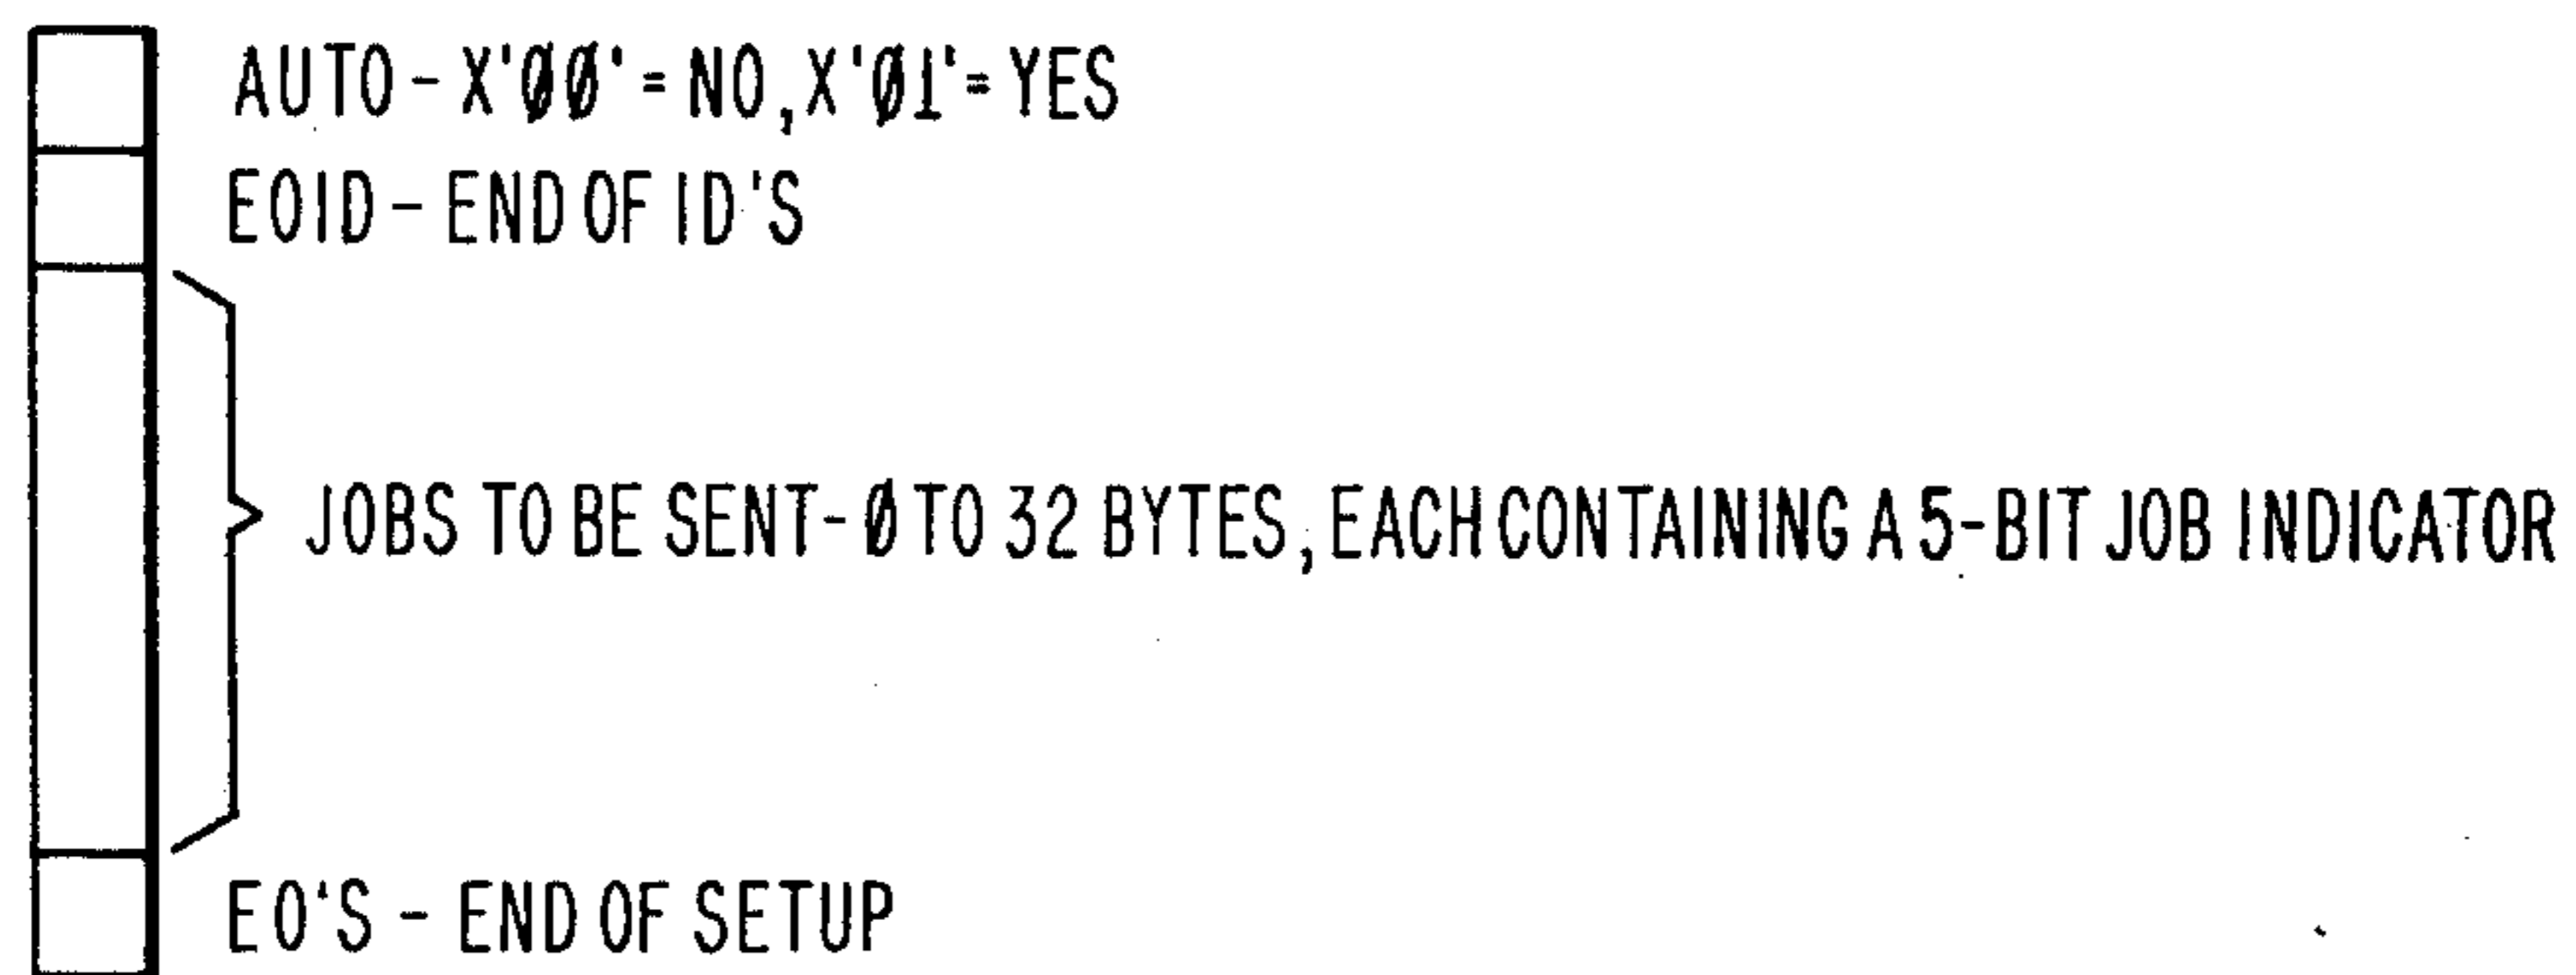 AUTO - X'ØØ' = NO, X'Ø1' = YES
EOID - END OF ID'S
JOBS TO BE SENT - Ø TO 32 BYTES, EACH CONTAINING A 5-BIT JOB INDICATOR
EO'S - END OF SETUP